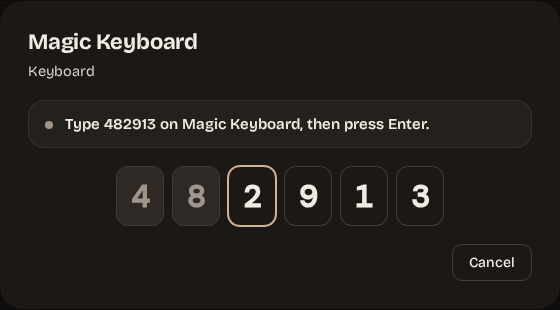 Magic Keyboard
Keyboard
Type 482913 on Magic Keyboard, then press Enter.
4 8 2 9 1 3
Cancel